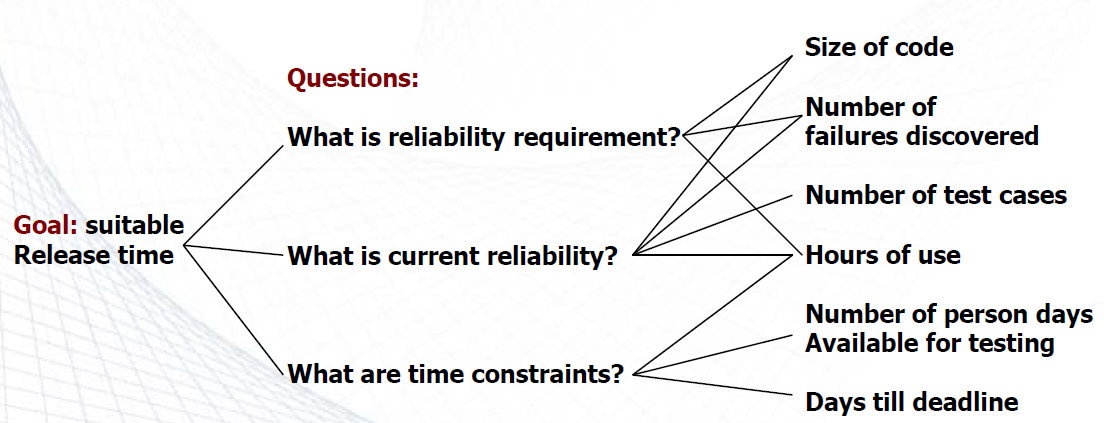 Goal: suitable
Release time
Questions:
What is reliability requirement?
What is current reliability?
What are time constraints?
Size of code
Number of
failures discovered
Number of test cases
Hours of use
Number of person days
Available for testing
Days till deadline